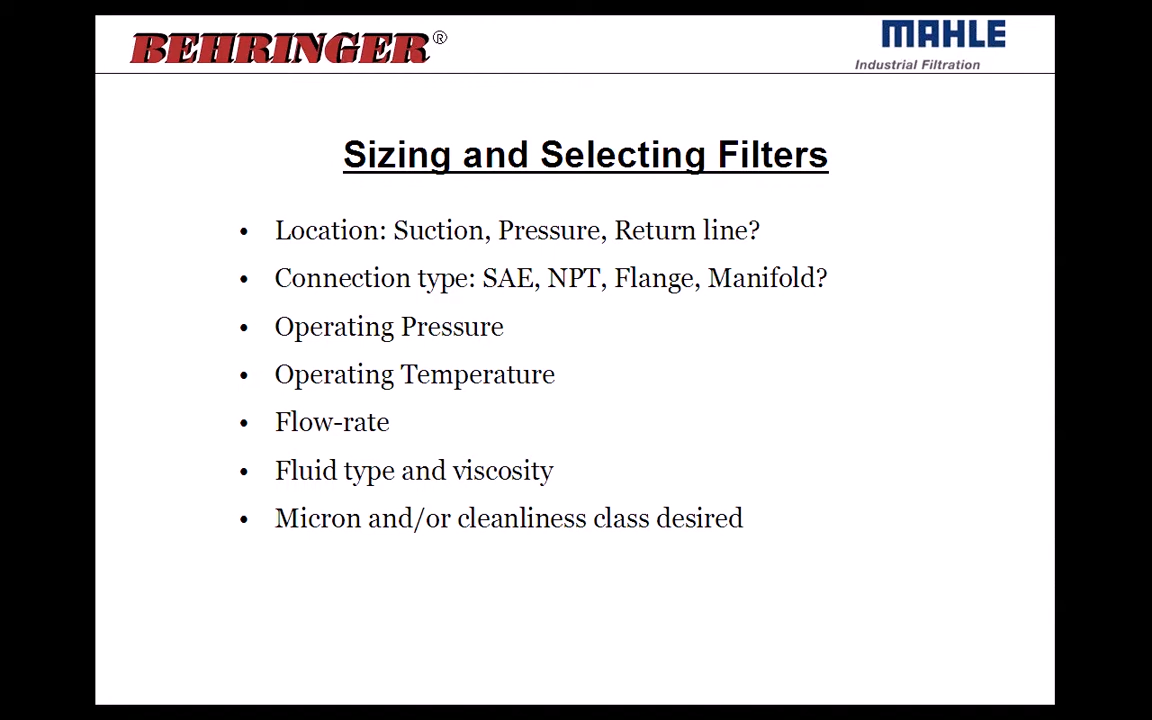 BEHRINGER®
MAHLE
Industrial Filtration
Sizing and Selecting Filters
• Location: Suction, Pressure, Return line?
• Connection type: SAE, NPT, Flange, Manifold?
• Operating Pressure
• Operating Temperature
• Flow-rate
• Fluid type and viscosity
• Micron and/or cleanliness class desired